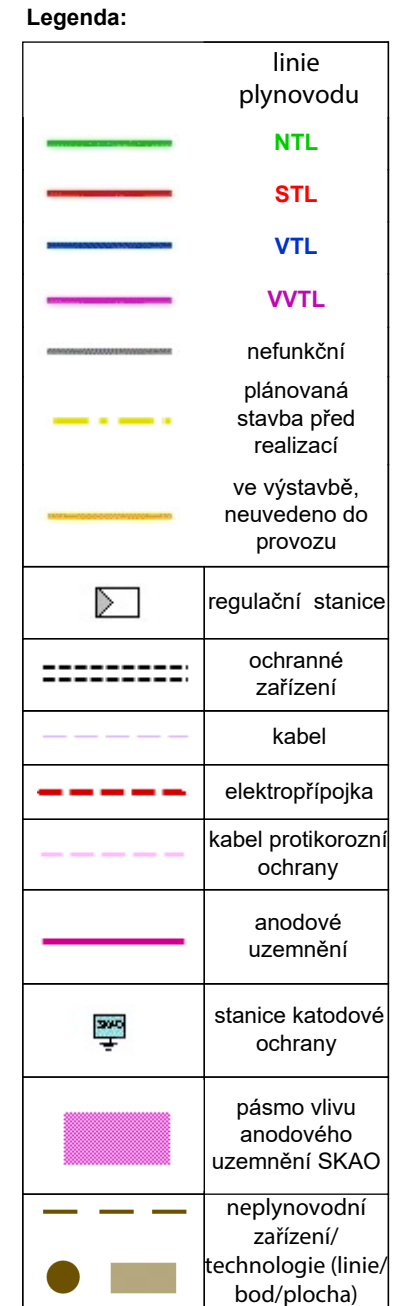 Legenda:
linie
plynovodu
NTL
STL
VTL
VVTL
nefunkční
plánovaná
stavba před
realizací
ve výstavbě,
neuvedeno do
provozu
regulační stanice
ochranné
zařízení
kabel
elektropřípojka
kabel protikorozní
ochrany
anodové
uzemnění
SKAO
stanice katodové
ochrany
pásmo vlivu
anodového
uzemnění SKAO
neplynovodní
zařízení/
technologie (linie/
bod/plocha)